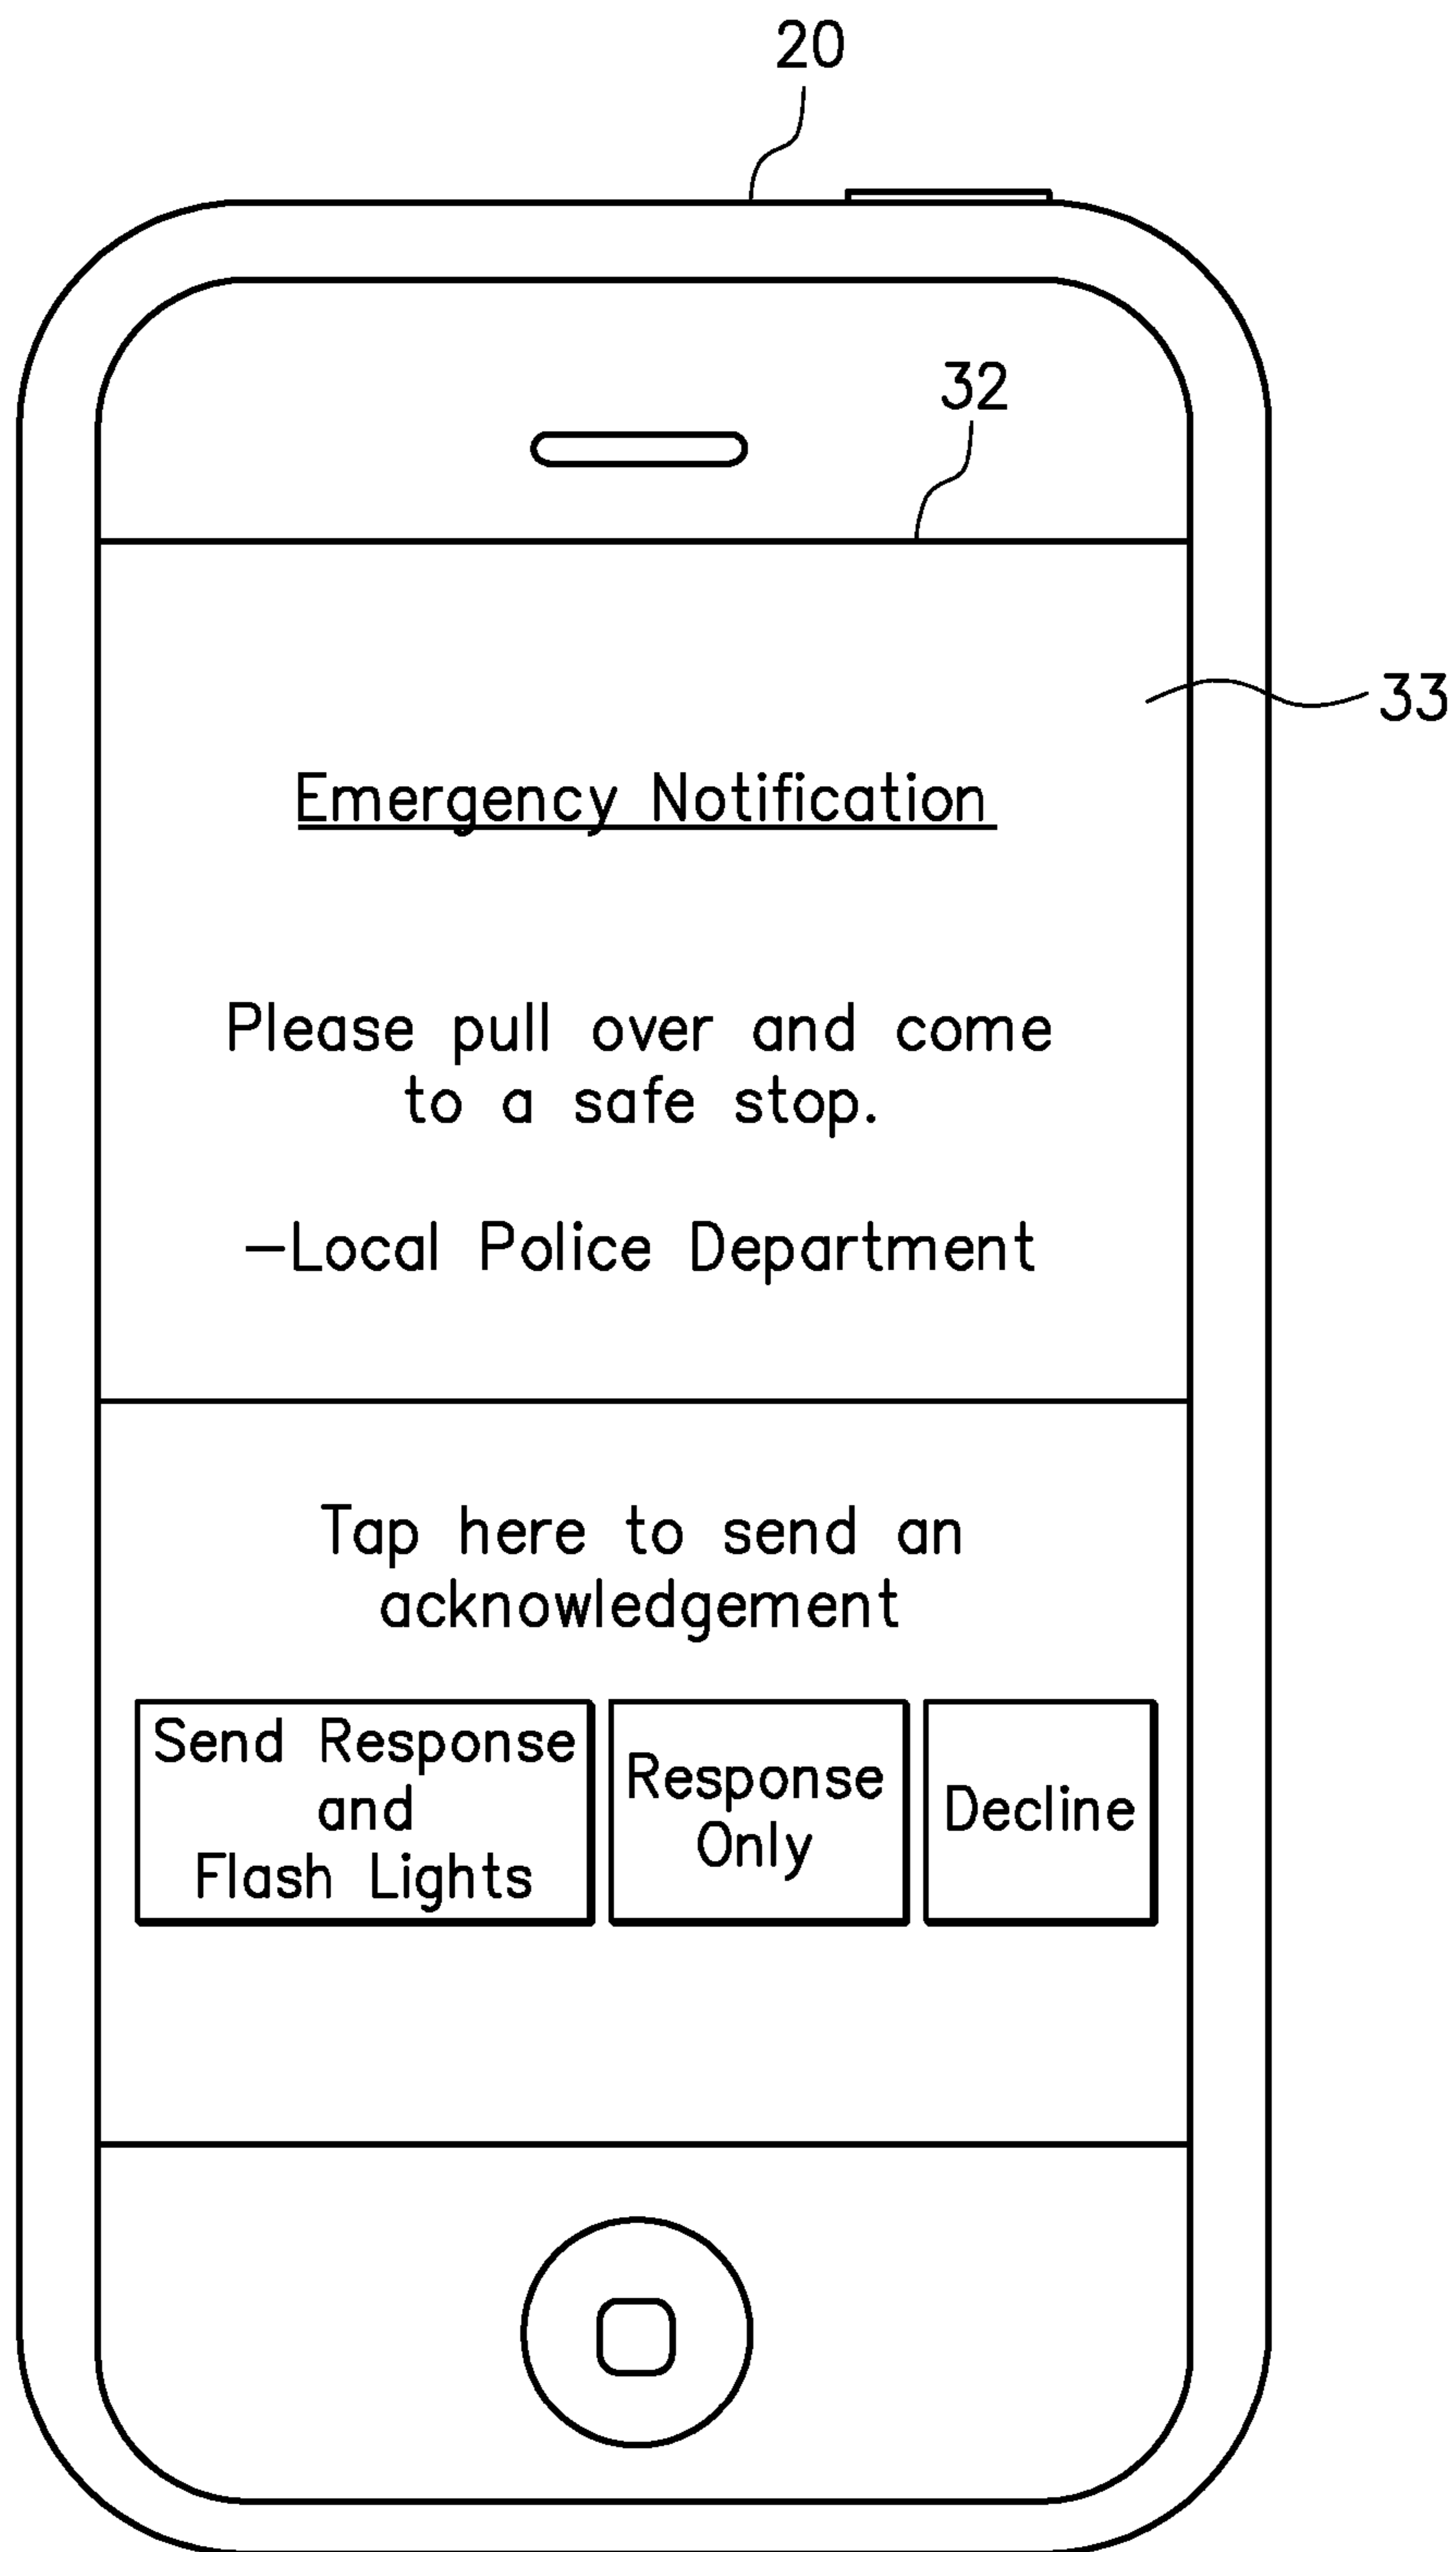 20
32
33
Emergency Notification
Please pull over and come
to a safe stop.
–Local Police Department
Tap here to send an
acknowledgement
Send Response
and
Flash Lights
Response
Only
Decline